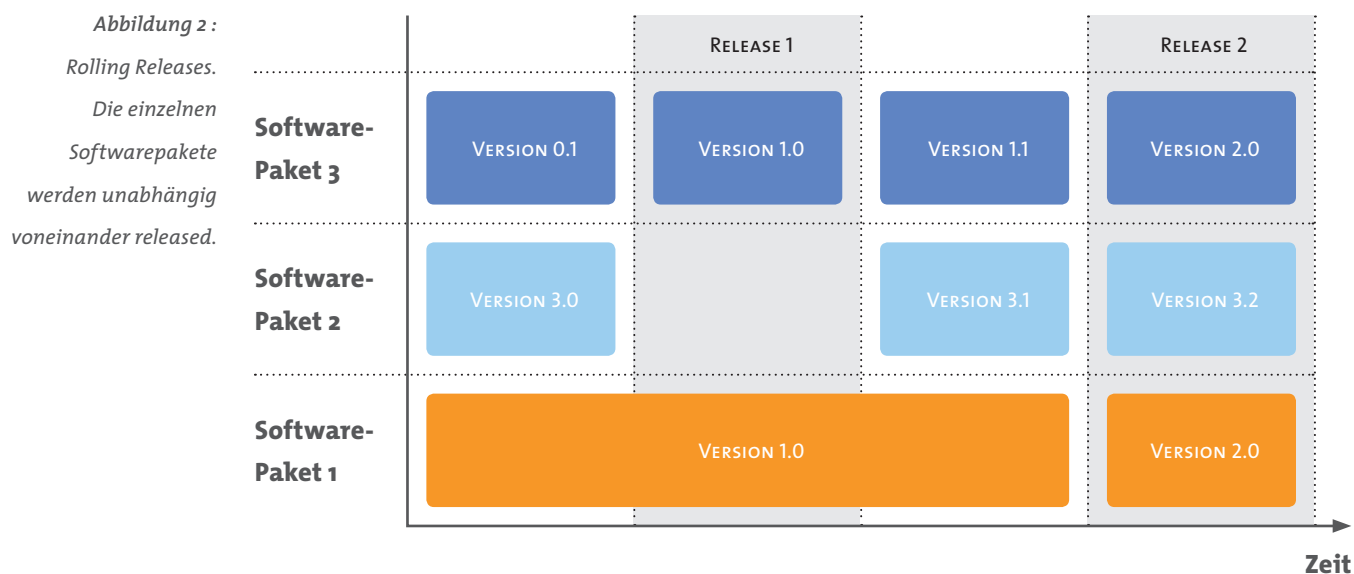 Abbildung 2 :
Rolling Releases.
Die einzelnen
Softwarepakete
werden unabhängig
voneinander released.
Release 1
Release 2
Software-
Paket 3
Version 0.1
Version 1.0
Version 1.1
Version 2.0
Software-
Paket 2
Version 3.0
Version 3.1
Version 3.2
Software-
Paket 1
Version 1.0
Version 2.0
Zeit